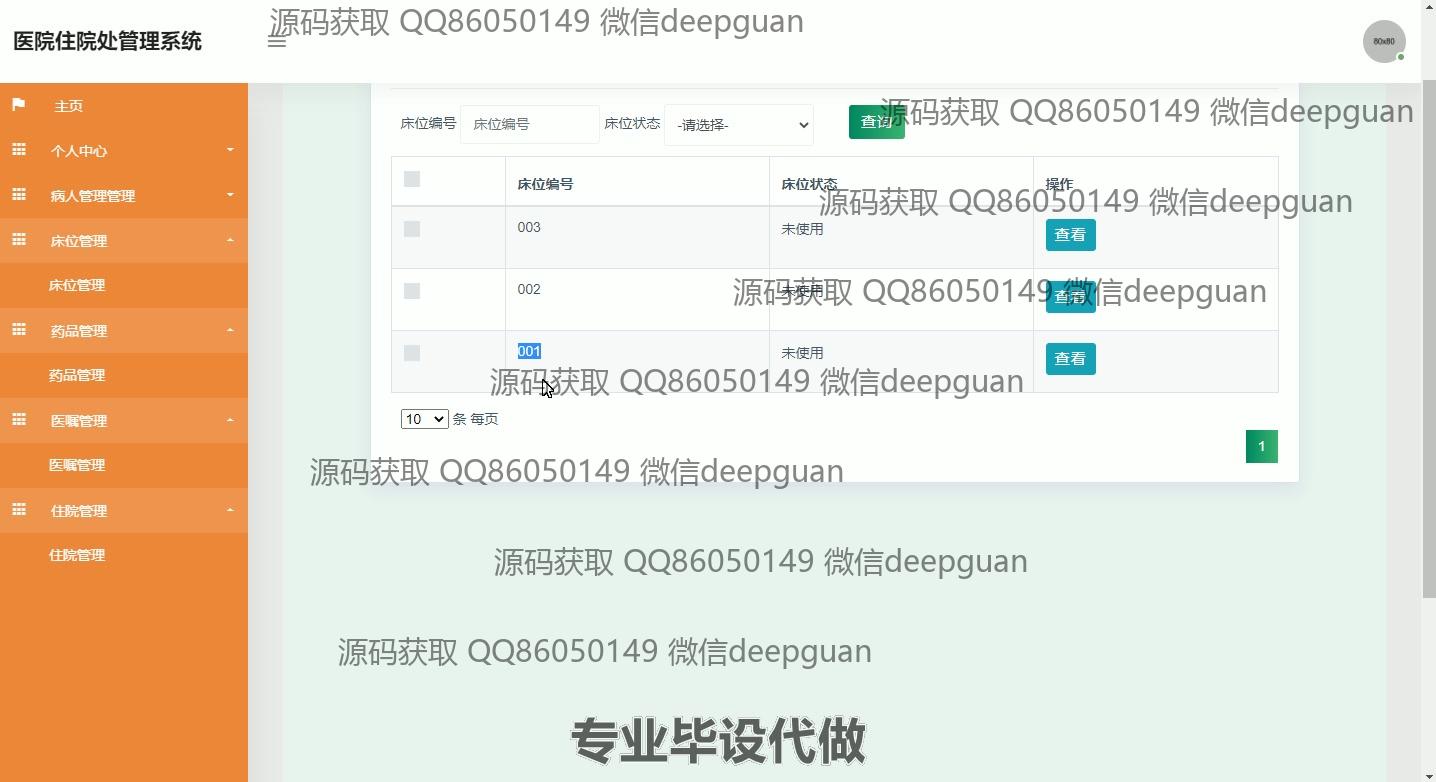 源码获取 QQ86050149 微信deepguan
医院住院处管理系统
80x80
主页
个人中心
病人管理管理
床位管理
床位管理
药品管理
药品管理
医嘱管理
医嘱管理
住院管理
住院管理
床位编号 床位编号 床位状态 -请选择- 查询
源码获取 QQ86050149 微信deepguan
床位编号 床位状态 操作
源码获取 QQ86050149 微信deepguan
003 未使用 查看
002 未使用 查看
源码获取 QQ86050149 微信deepguan
001 未使用 查看
源码获取 QQ86050149 微信deepguan
10 条 每页
1
源码获取 QQ86050149 微信deepguan
源码获取 QQ86050149 微信deepguan
源码获取 QQ86050149 微信deepguan
专业毕设代做